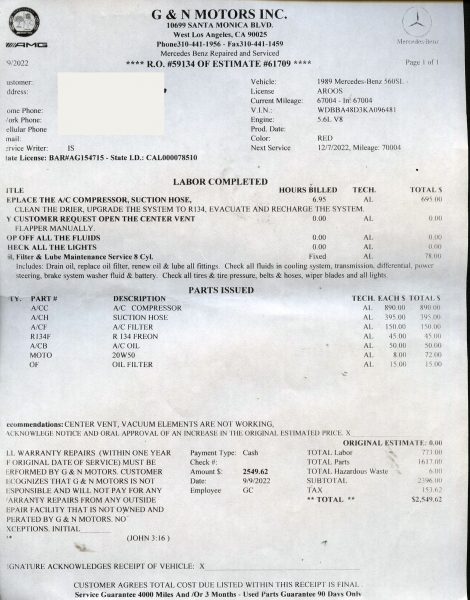 G & N MOTORS INC.
10699 SANTA MONICA BLVD.
West Los Angeles, CA 90025
Phone310-441-1956 - Fax310-441-1459
Mercedes Benz Repaired and Serviced
AMG
Mercedes-Benz
9/2022 **** R.O. #59134 OF ESTIMATE #61709 **** Page 1 of 1
ustomer: Vehicle: 1989 Mercedes-Benz 560SL
ddress: License AROOS
Current Mileage: 67004 - In: 67004
ome Phone: V.I.N.: WDBBA48D3KA096481
ork Phone: Engine: 5.6L V8
ellular Phone Prod. Date:
mail: Color: RED
ervice Writer: IS Next Service 12/7/2022, Mileage: 70004
tate License: BAR#AG154715 - State I.D.: CAL000078510
LABOR COMPLETED
ITLE HOURS BILLED TECH. TOTAL $
EPLACE THE A/C COMPRESSOR, SUCTION HOSE, 6.95 AL 695.00
CLEAN THE DRIER, UPGRADE THE SYSTEM TO R134, EVACUATE AND RECHARGE THE SYSTEM.
Y CUSTOMER REQUEST OPEN THE CENTER VENT 0.00 AL 0.00
FLAPPER MANUALLY.
OP OFF ALL THE FLUIDS 0.00 AL 0.00
HECK ALL THE LIGHTS 0.00 AL 0.00
il, Filter & Lube Maintenance Service 8 Cyl. Fixed AL 78.00
Includes: Drain oil, replace oil filter, renew oil & lube all fittings. Check all fluids in cooling system, transmission, differential, power
steering, brake system washer fluid & battery. Check all tires & tire pressure, belts & hoses, wiper blades and all lights.
PARTS ISSUED
TY. PART # DESCRIPTION TECH. EACH $ TOTAL $
A/CC A/C COMPRESSOR AL 890.00 890.00
A/CH SUCTION HOSE AL 395.00 395.00
A/CF A/C FILTER AL 150.00 150.00
R134F R 134 FREON AL 45.00 45.00
A/CB A/C OIL AL 50.00 50.00
MOTO 20W50 AL 8.00 72.00
OF OIL FILTER AL 15.00 15.00
ecommendations: CENTER VENT, VACUUM ELEMENTS ARE NOT WORKING,
ACKNOWLEGE NOTICE AND ORAL APPROVAL OF AN INCREASE IN THE ORIGINAL ESTIMATED PRICE. X
ORIGINAL ESTIMATE: 0.00
LL WARRANTY REPAIRS (WITHIN ONE YEAR Payment Type: Cash TOTAL Labor 773.00
F ORIGINAL DATE OF SERVICE) MUST BE Check #: TOTAL Parts 1617.00
ERFORMED BY G & N MOTORS. CUSTOMER Amount $: 2549.62 TOTAL Hazardous Waste 6.00
ECOGNIZES THAT G & N MOTORS IS NOT Date: 9/9/2022 SUBTOTAL 2396.00
ESPONSIBLE AND WILL NOT PAY FOR ANY Employee GC TAX 153.62
WARRANTY REPAIRS FROM ANY OUTSIDE ** TOTAL ** $2,549.62
EPAIR FACILITY THAT IS NOT OWNED AND
PERATED BY G & N MOTORS. NO
XCEPTIONS. INITIAL
(JOHN 3:16 )
IGNATURE ACKNOWLEDGES RECEIPT OF VEHICLE: X
CUSTOMER AGREES TOTAL COST DUE LISTED WITHIN THIS RECEIPT IS FINAL
Service Guarantee 4000 Miles And /Or 3 Months - Used Parts Guarantee 90 Days Only